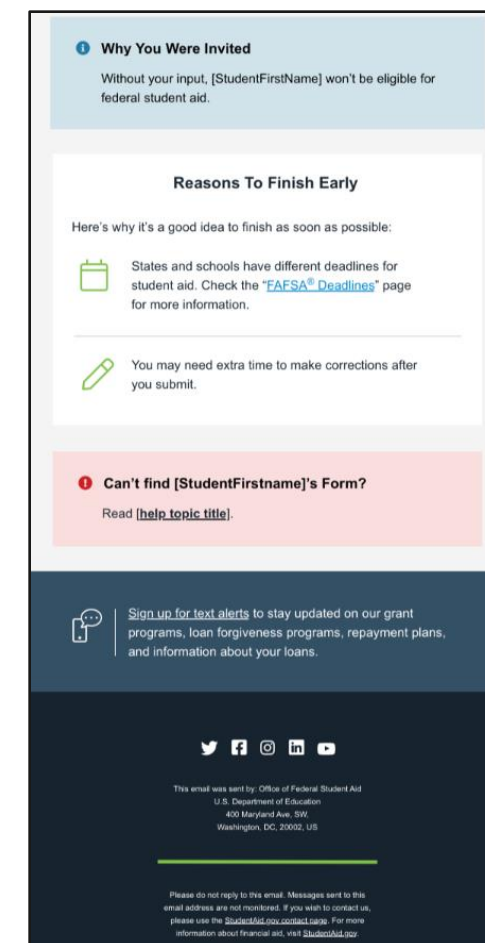 Why You Were Invited
Without your input, [StudentFirstName] won't be eligible for
federal student aid.
Reasons To Finish Early
Here's why it's a good idea to finish as soon as possible:
States and schools have different deadlines for
student aid. Check the “FAFSA® Deadlines” page
for more information.
You may need extra time to make corrections after
you submit.
Can't find [StudentFirstname]'s Form?
Read [help topic title].
Sign up for text alerts to stay updated on our grant
programs, loan forgiveness programs, repayment plans,
and information about your loans.
This email was sent by: Office of Federal Student Aid
U.S. Department of Education
400 Maryland Ave, SW,
Washington, DC, 20002, US
Please do not reply to this email. Messages sent to this
email address are not monitored. If you wish to contact us,
please use the StudentAid.gov contact page. For more
information about financial aid, visit StudentAid.gov.